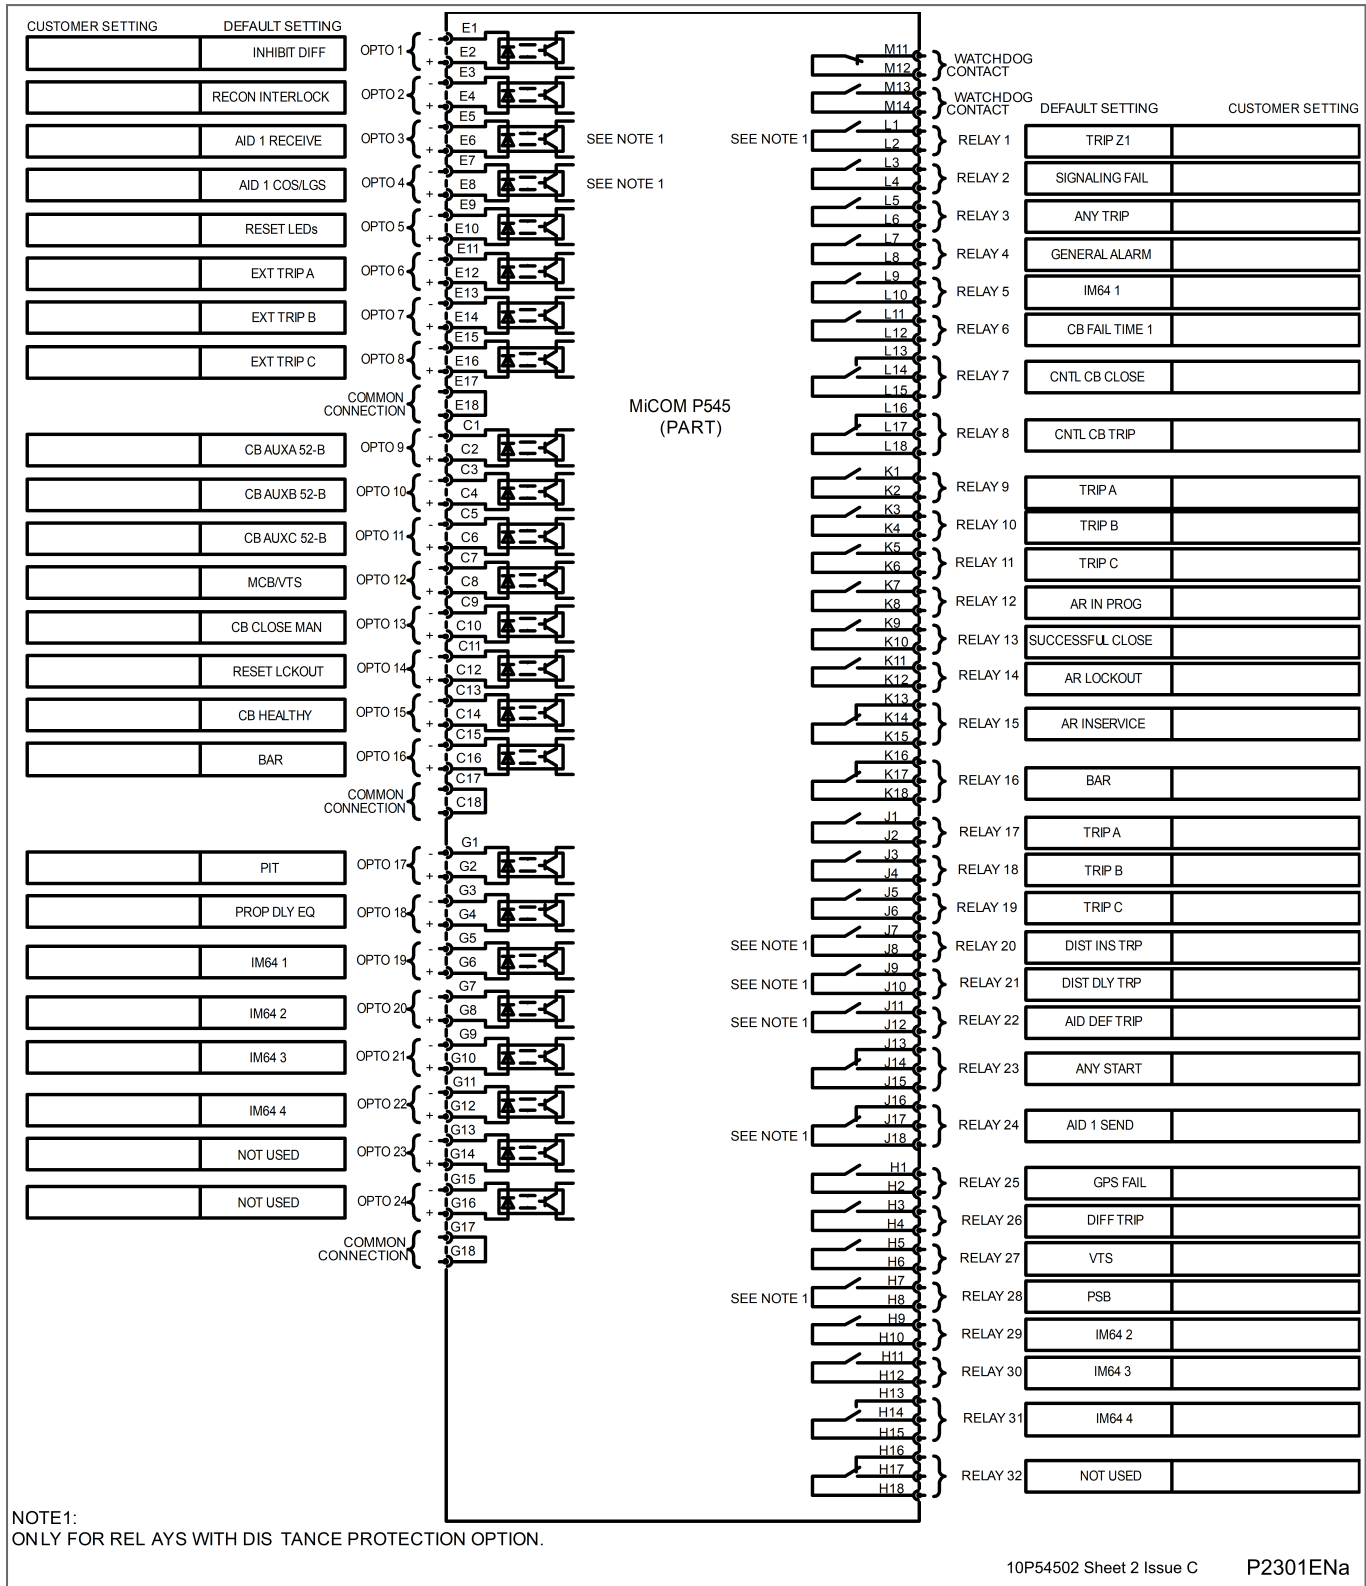 CUSTOMER SETTING DEFAULT SETTING
INHIBIT DIFF OPTO 1 - + E1 E2
RECON INTERLOCK OPTO 2 - + E3 E4
AID 1 RECEIVE OPTO 3 - + E5 E6 SEE NOTE 1
AID 1 COS/LGS OPTO 4 - + E7 E8 SEE NOTE 1
RESET LEDs OPTO 5 - + E9 E10
EXT TRIP A OPTO 6 - + E11 E12
EXT TRIP B OPTO 7 - + E13 E14
EXT TRIP C OPTO 8 - + E15 E16
COMMON CONNECTION E17 E18
CB AUXA 52-B OPTO 9 - + C1 C2
CB AUXB 52-B OPTO 10 - + C3 C4
CB AUXC 52-B OPTO 11 - + C5 C6
MCB/VTS OPTO 12 - + C7 C8
CB CLOSE MAN OPTO 13 - + C9 C10
RESET LCKOUT OPTO 14 - + C11 C12
CB HEALTHY OPTO 15 - + C13 C14
BAR OPTO 16 - + C15 C16
COMMON CONNECTION C17 C18
PIT OPTO 17 - + G1 G2
PROP DLY EQ OPTO 18 - + G3 G4
IM64 1 OPTO 19 - + G5 G6
IM64 2 OPTO 20 - + G7 G8
IM64 3 OPTO 21 - + G9 G10
IM64 4 OPTO 22 - + G11 G12
NOT USED OPTO 23 - + G13 G14
NOT USED OPTO 24 - + G15 G16
COMMON CONNECTION G17 G18
MiCOM P545
(PART)
M11 M12 WATCHDOG CONTACT
M13 M14 WATCHDOG CONTACT
DEFAULT SETTING CUSTOMER SETTING
SEE NOTE 1 L1 L2 RELAY 1 TRIP Z1
L3 L4 RELAY 2 SIGNALING FAIL
L5 L6 RELAY 3 ANY TRIP
L7 L8 RELAY 4 GENERAL ALARM
L9 L10 RELAY 5 IM64 1
L11 L12 RELAY 6 CB FAIL TIME 1
L13 L14 L15 RELAY 7 CNTL CB CLOSE
L16 L17 L18 RELAY 8 CNTL CB TRIP
K1 K2 RELAY 9 TRIP A
K3 K4 RELAY 10 TRIP B
K5 K6 RELAY 11 TRIP C
K7 K8 RELAY 12 AR IN PROG
K9 K10 RELAY 13 SUCCESSFUL CLOSE
K11 K12 RELAY 14 AR LOCKOUT
K13 K14 K15 RELAY 15 AR INSERVICE
K16 K17 K18 RELAY 16 BAR
J1 J2 RELAY 17 TRIP A
J3 J4 RELAY 18 TRIP B
J5 J6 RELAY 19 TRIP C
SEE NOTE 1 J7 J8 RELAY 20 DIST INS TRP
SEE NOTE 1 J9 J10 RELAY 21 DIST DLY TRP
SEE NOTE 1 J11 J12 RELAY 22 AID DEF TRIP
J13 J14 J15 RELAY 23 ANY START
SEE NOTE 1 J16 J17 J18 RELAY 24 AID 1 SEND
H1 H2 RELAY 25 GPS FAIL
H3 H4 RELAY 26 DIFF TRIP
H5 H6 RELAY 27 VTS
SEE NOTE 1 H7 H8 RELAY 28 PSB
H9 H10 RELAY 29 IM64 2
H11 H12 RELAY 30 IM64 3
H13 H14 H15 RELAY 31 IM64 4
H16 H17 H18 RELAY 32 NOT USED
NOTE1:
ONLY FOR REL AYS WITH DIS TANCE PROTECTION OPTION.
10P54502 Sheet 2 Issue C P2301ENa